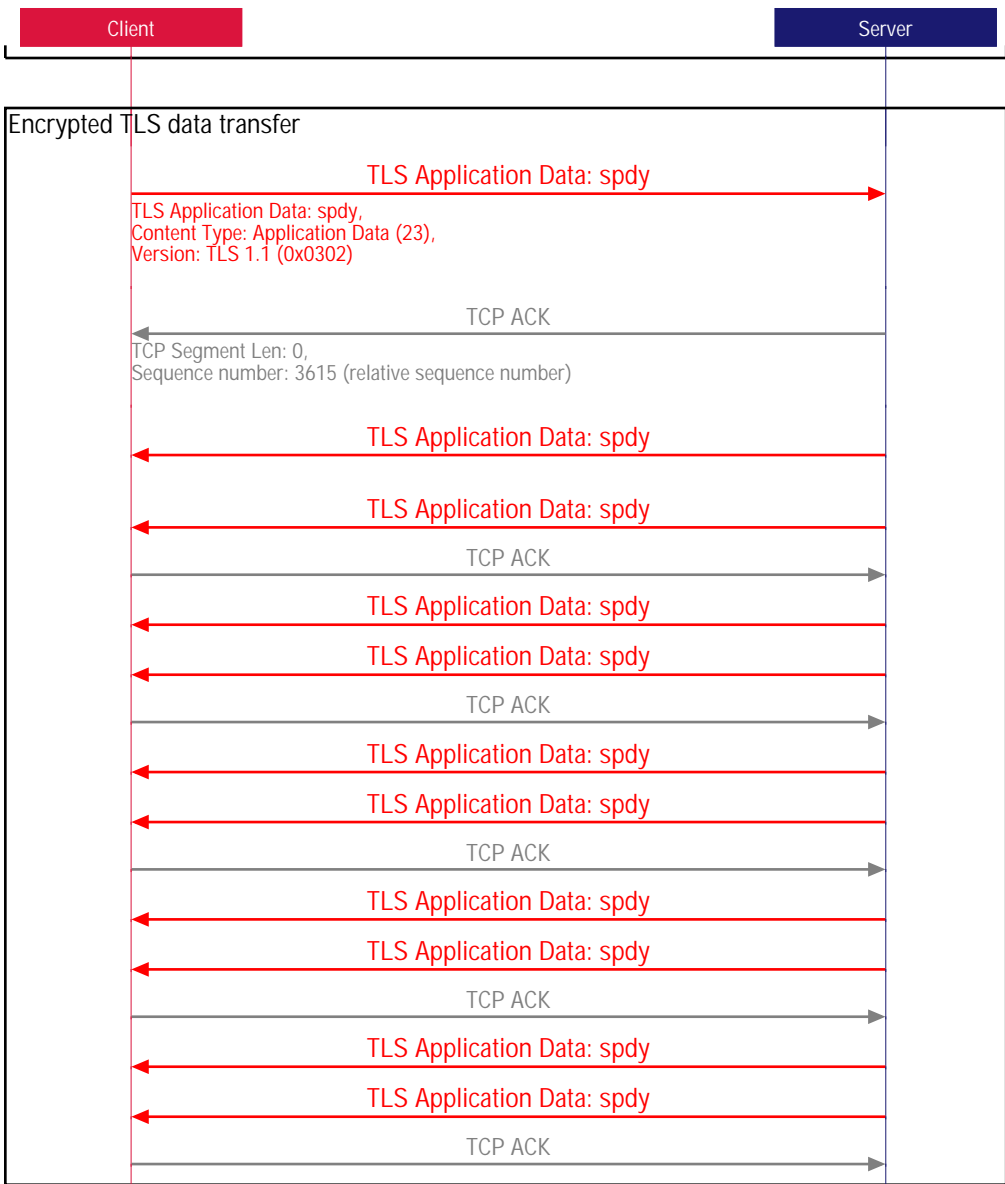 Client Server
Encrypted TLS data transfer
TLS Application Data: spdy
TLS Application Data: spdy,
Content Type: Application Data (23),
Version: TLS 1.1 (0x0302)
TCP ACK
TCP Segment Len: 0,
Sequence number: 3615 (relative sequence number)
TLS Application Data: spdy
TLS Application Data: spdy
TCP ACK
TLS Application Data: spdy
TLS Application Data: spdy
TCP ACK
TLS Application Data: spdy
TLS Application Data: spdy
TCP ACK
TLS Application Data: spdy
TLS Application Data: spdy
TCP ACK
TLS Application Data: spdy
TLS Application Data: spdy
TCP ACK